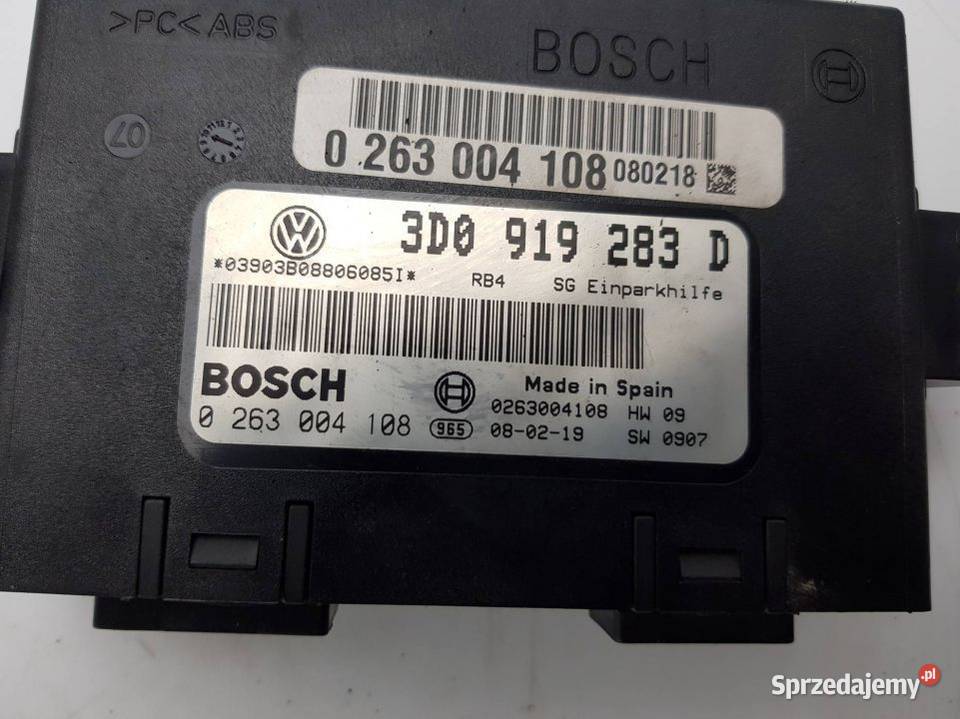 >PC< ABS
BOSCH
07
0 263 004 108 080218
3D0 919 283 D
*03903B08806085I* RB4 SG Einparkhilfe
BOSCH
Made in Spain
0263004108 HW 09
0 263 004 108 965 08-02-19 SW 0907
Sprzedajemy.pl